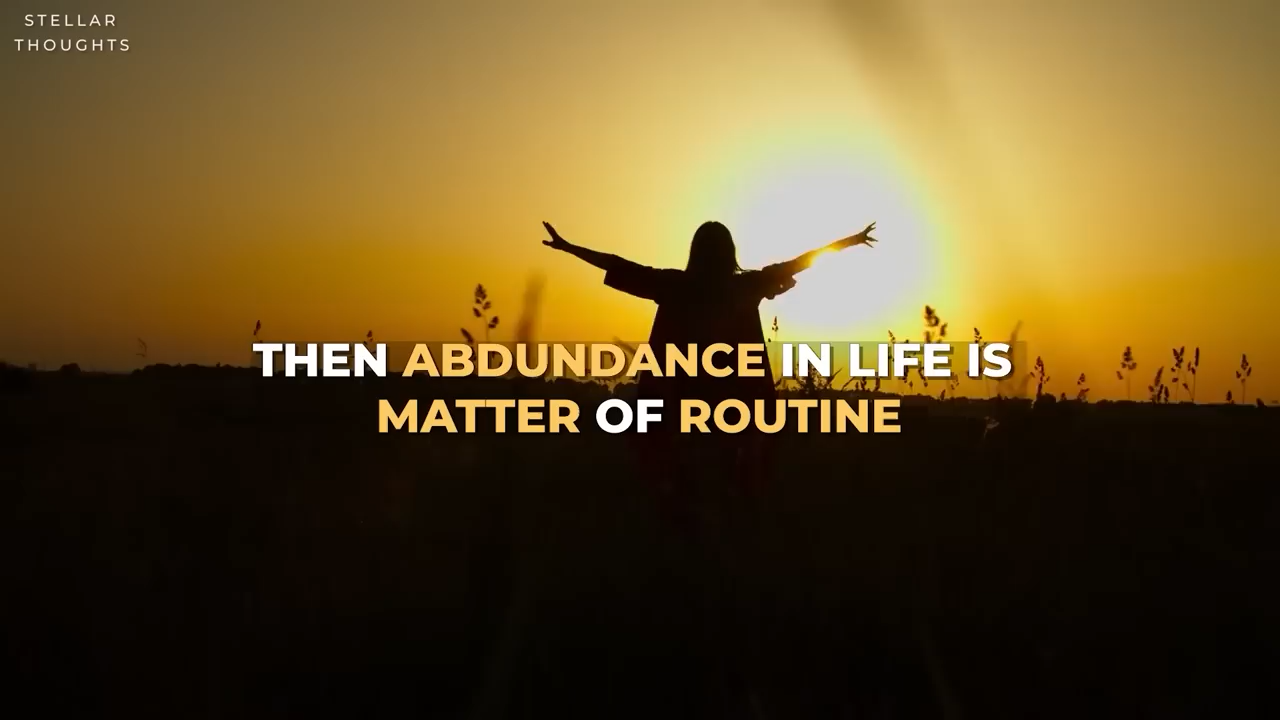 STELLAR
THOUGHTS
THEN ABDUNDANCE IN LIFE IS
MATTER OF ROUTINE